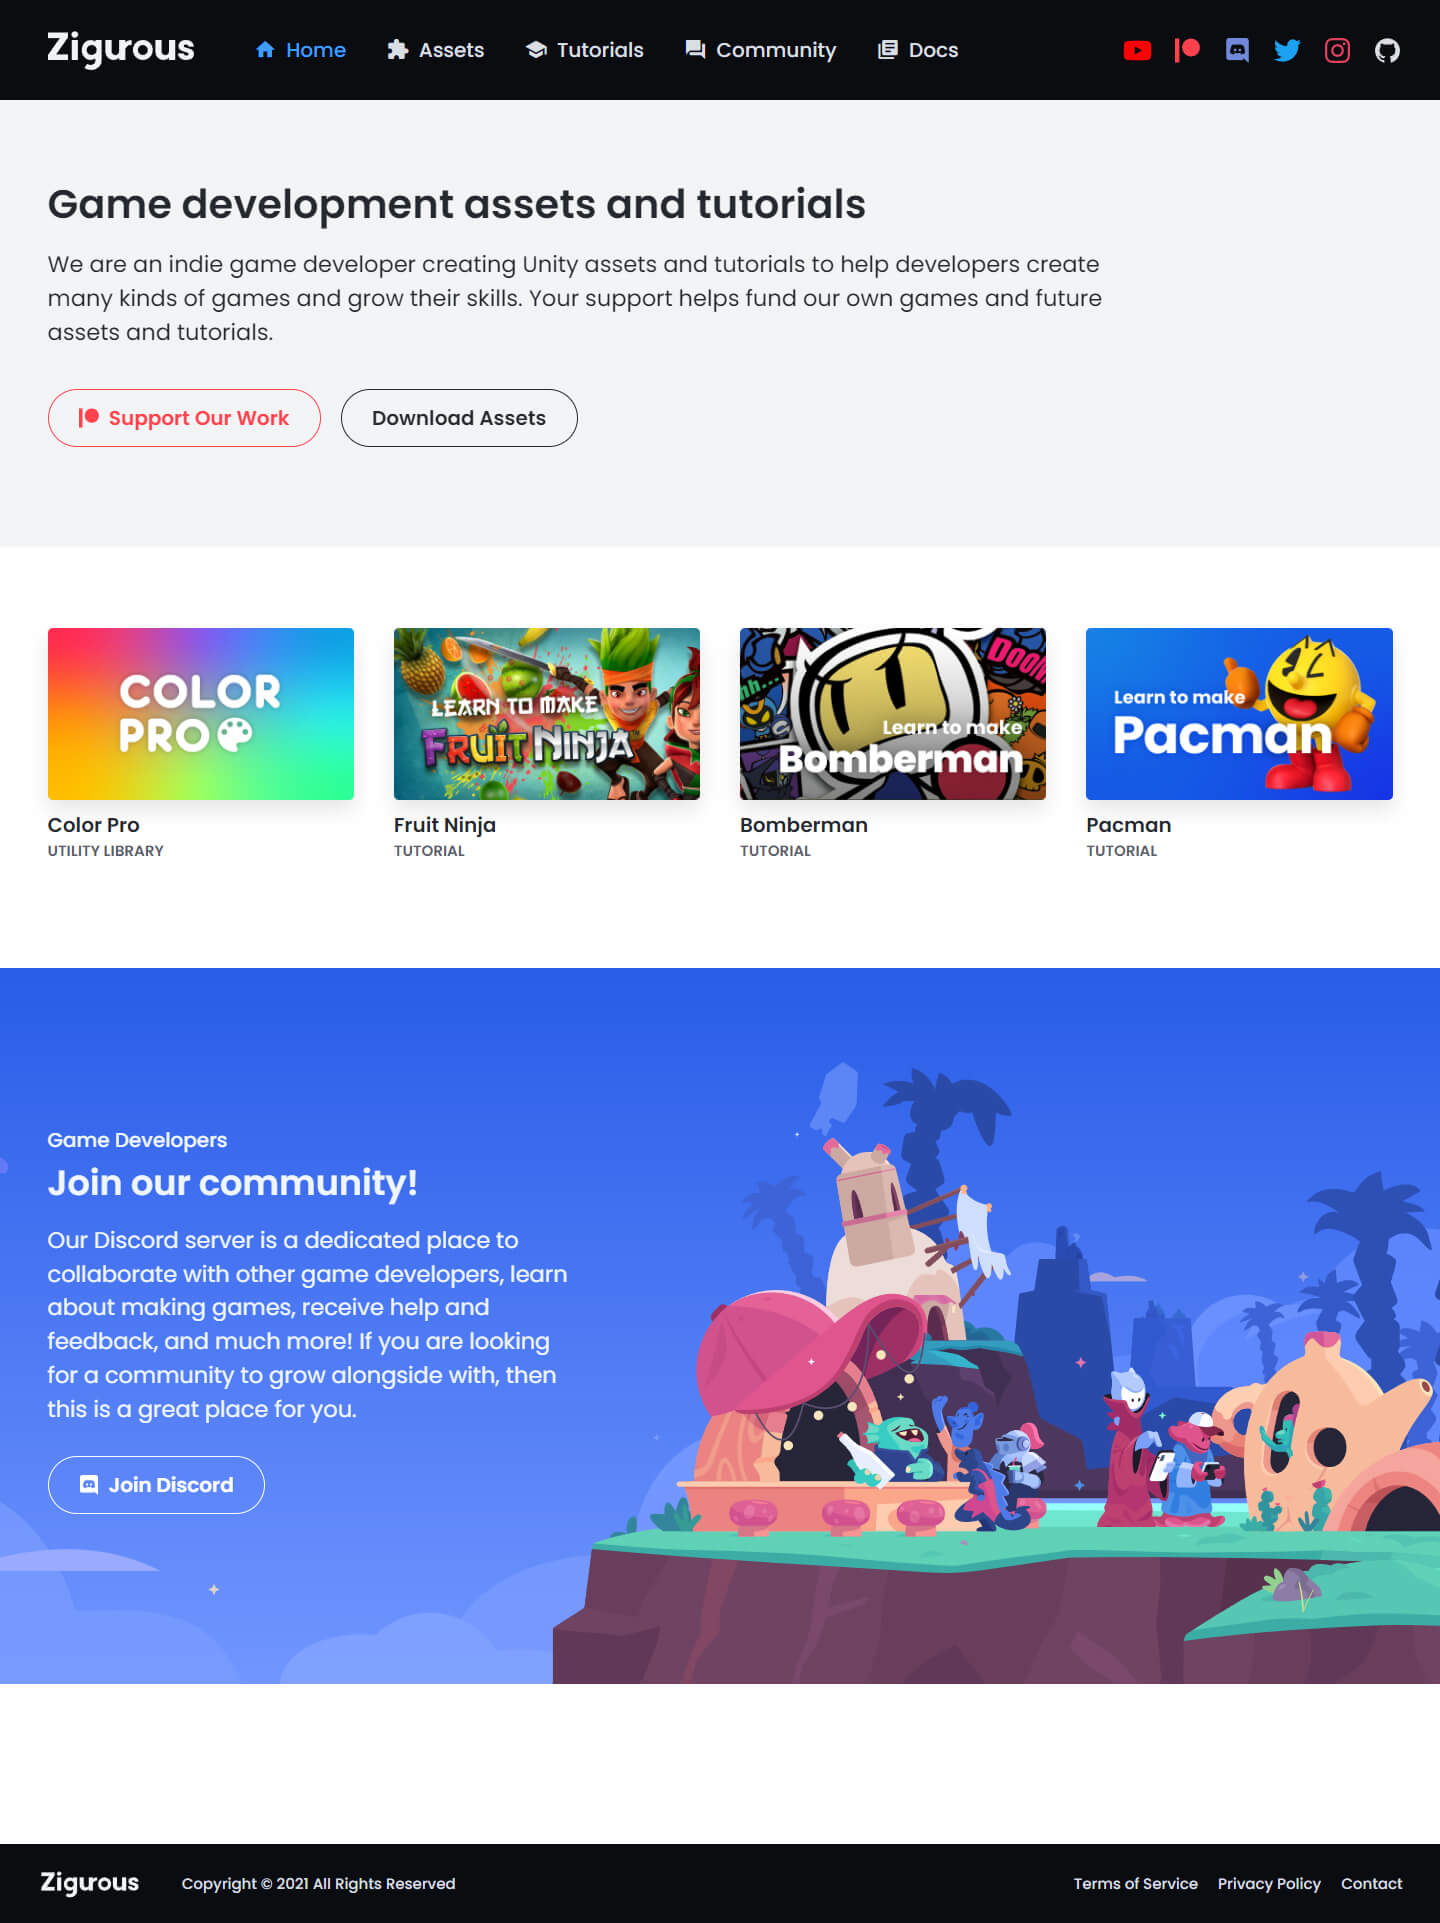 Zigurous
Home
Assets
Tutorials
Community
Docs
Game development assets and tutorials
We are an indie game developer creating Unity assets and tutorials to help developers create
many kinds of games and grow their skills. Your support helps fund our own games and future
assets and tutorials.
Support Our Work
Download Assets
COLOR
PRO
LEARN TO MAKE
FRUIT NINJA
DOOM
Learn to make
Bomberman
Learn to make
Pacman
Color Pro
UTILITY LIBRARY
Fruit Ninja
TUTORIAL
Bomberman
TUTORIAL
Pacman
TUTORIAL
Game Developers
Join our community!
Our Discord server is a dedicated place to
collaborate with other game developers, learn
about making games, receive help and
feedback, and much more! If you are looking
for a community to grow alongside with, then
this is a great place for you.
Join Discord
Zigurous
Copyright © 2021 All Rights Reserved
Terms of Service
Privacy Policy
Contact